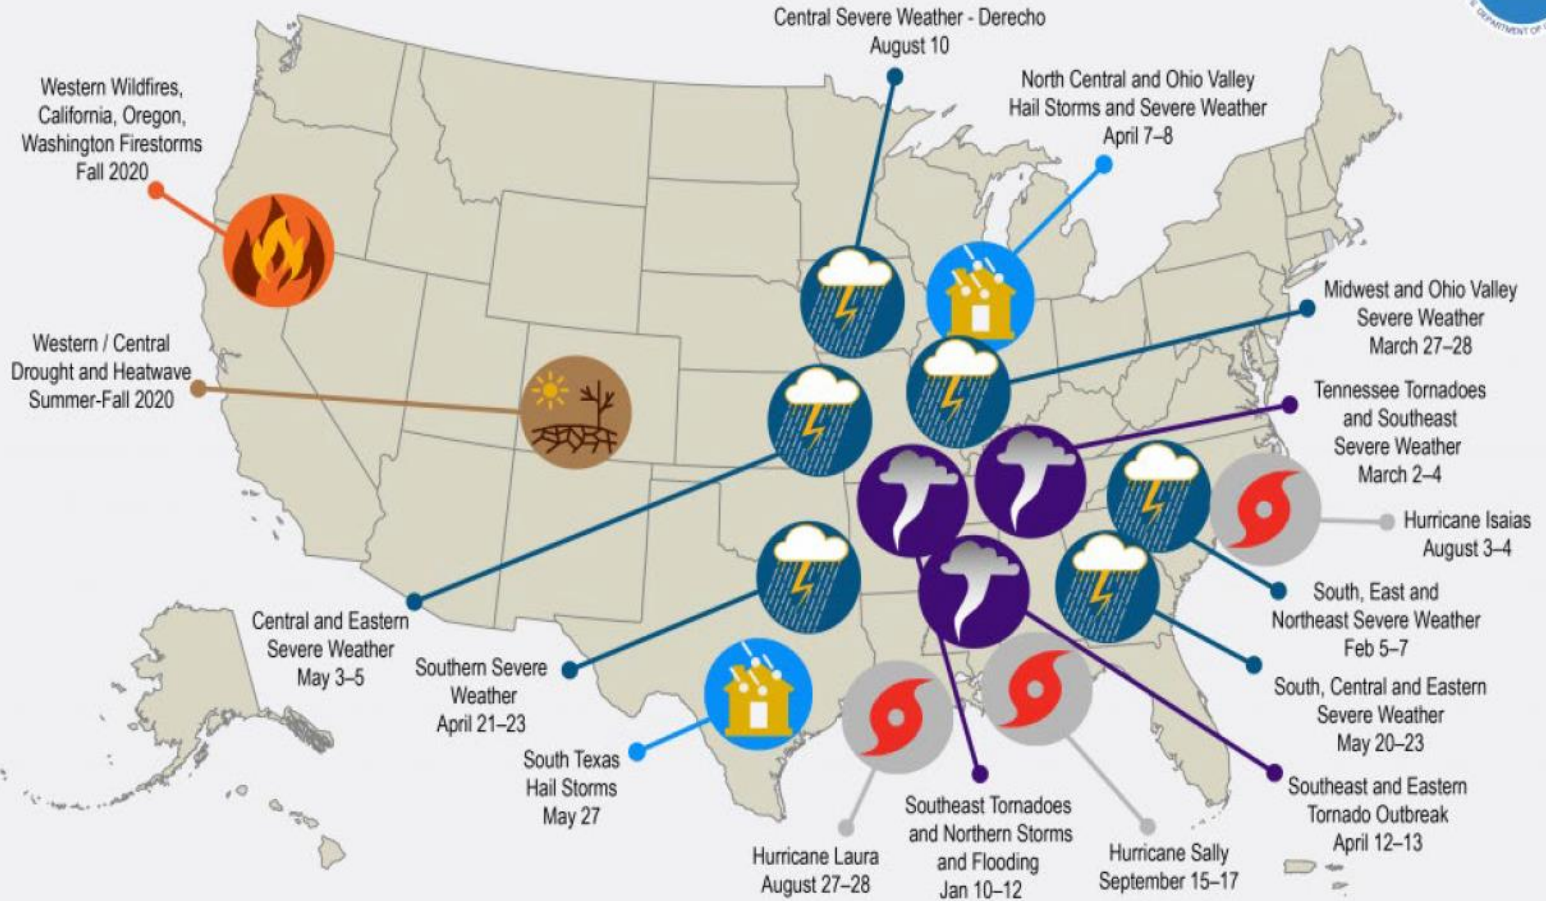 Central Severe Weather - Derecho
August 10
North Central and Ohio Valley
Hail Storms and Severe Weather
April 7–8
Western Wildfires,
California, Oregon,
Washington Firestorms
Fall 2020
Midwest and Ohio Valley
Severe Weather
March 27–28
Western / Central
Drought and Heatwave
Summer-Fall 2020
Tennessee Tornadoes
and Southeast
Severe Weather
March 2–4
Hurricane Isaias
August 3–4
South, East and
Northeast Severe Weather
Feb 5–7
Central and Eastern
Severe Weather
May 3–5
Southern Severe
Weather
April 21–23
South, Central and Eastern
Severe Weather
May 20–23
South Texas
Hail Storms
May 27
Southeast and Eastern
Tornado Outbreak
April 12–13
Hurricane Laura
August 27–28
Southeast Tornadoes
and Northern Storms
and Flooding
Jan 10–12
Hurricane Sally
September 15–17
DEPARTMENT OF